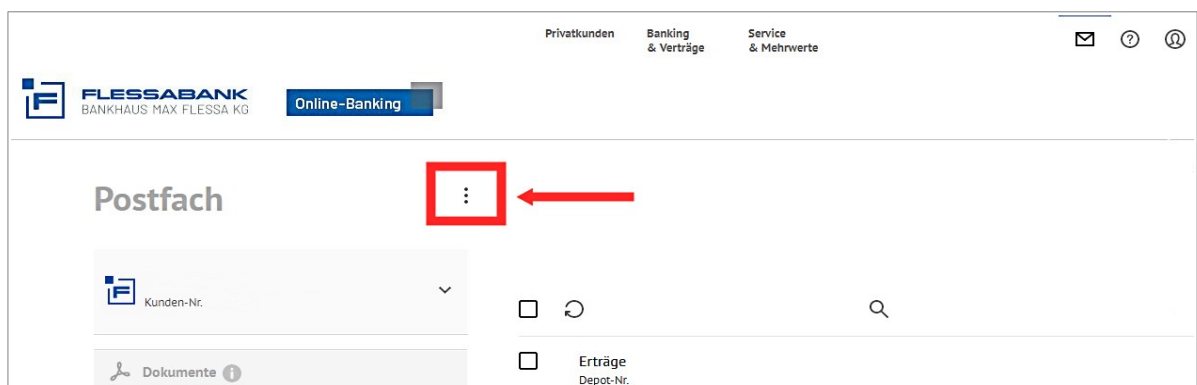 Privatkunden
Banking
& Verträge
Service
& Mehrwerte
FLESSABANK
BANKHAUS MAX FLESSA KG
Online-Banking
Postfach
Kunden-Nr.
Dokumente
Erträge
Depot-Nr.